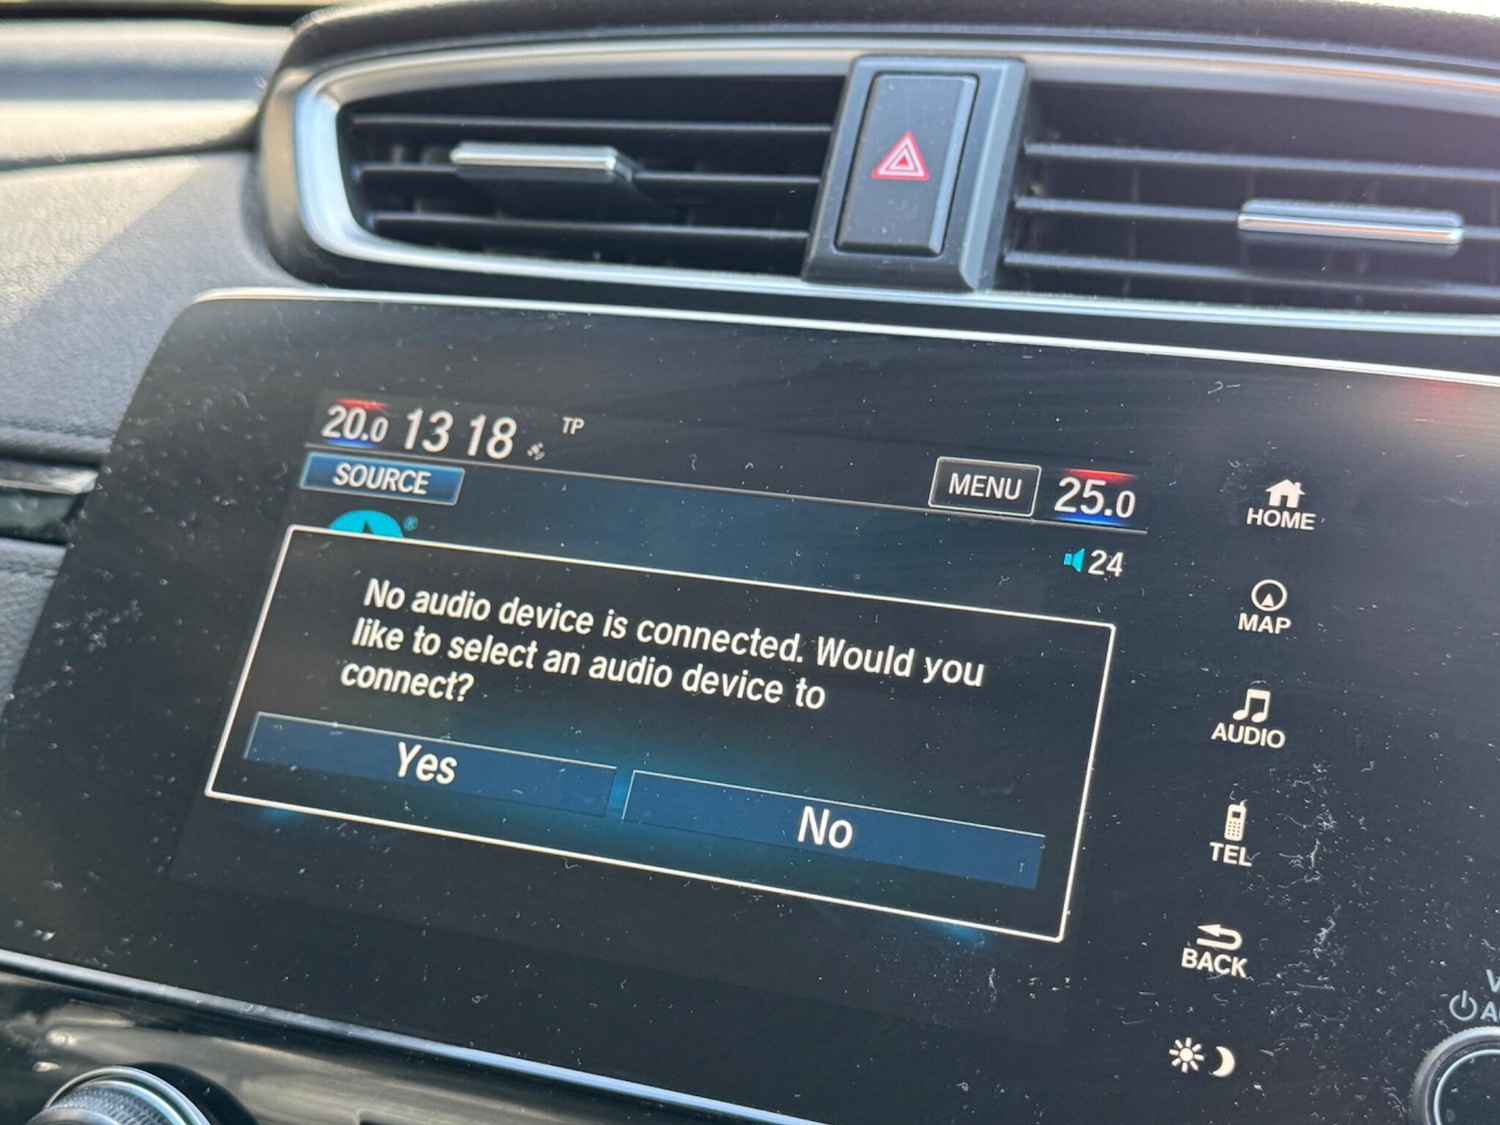 20.0 13 18 TP
SOURCE
MENU 25.0
®
24
No audio device is connected. Would you
like to select an audio device to
connect?
Yes
No
HOME
MAP
AUDIO
TEL
BACK